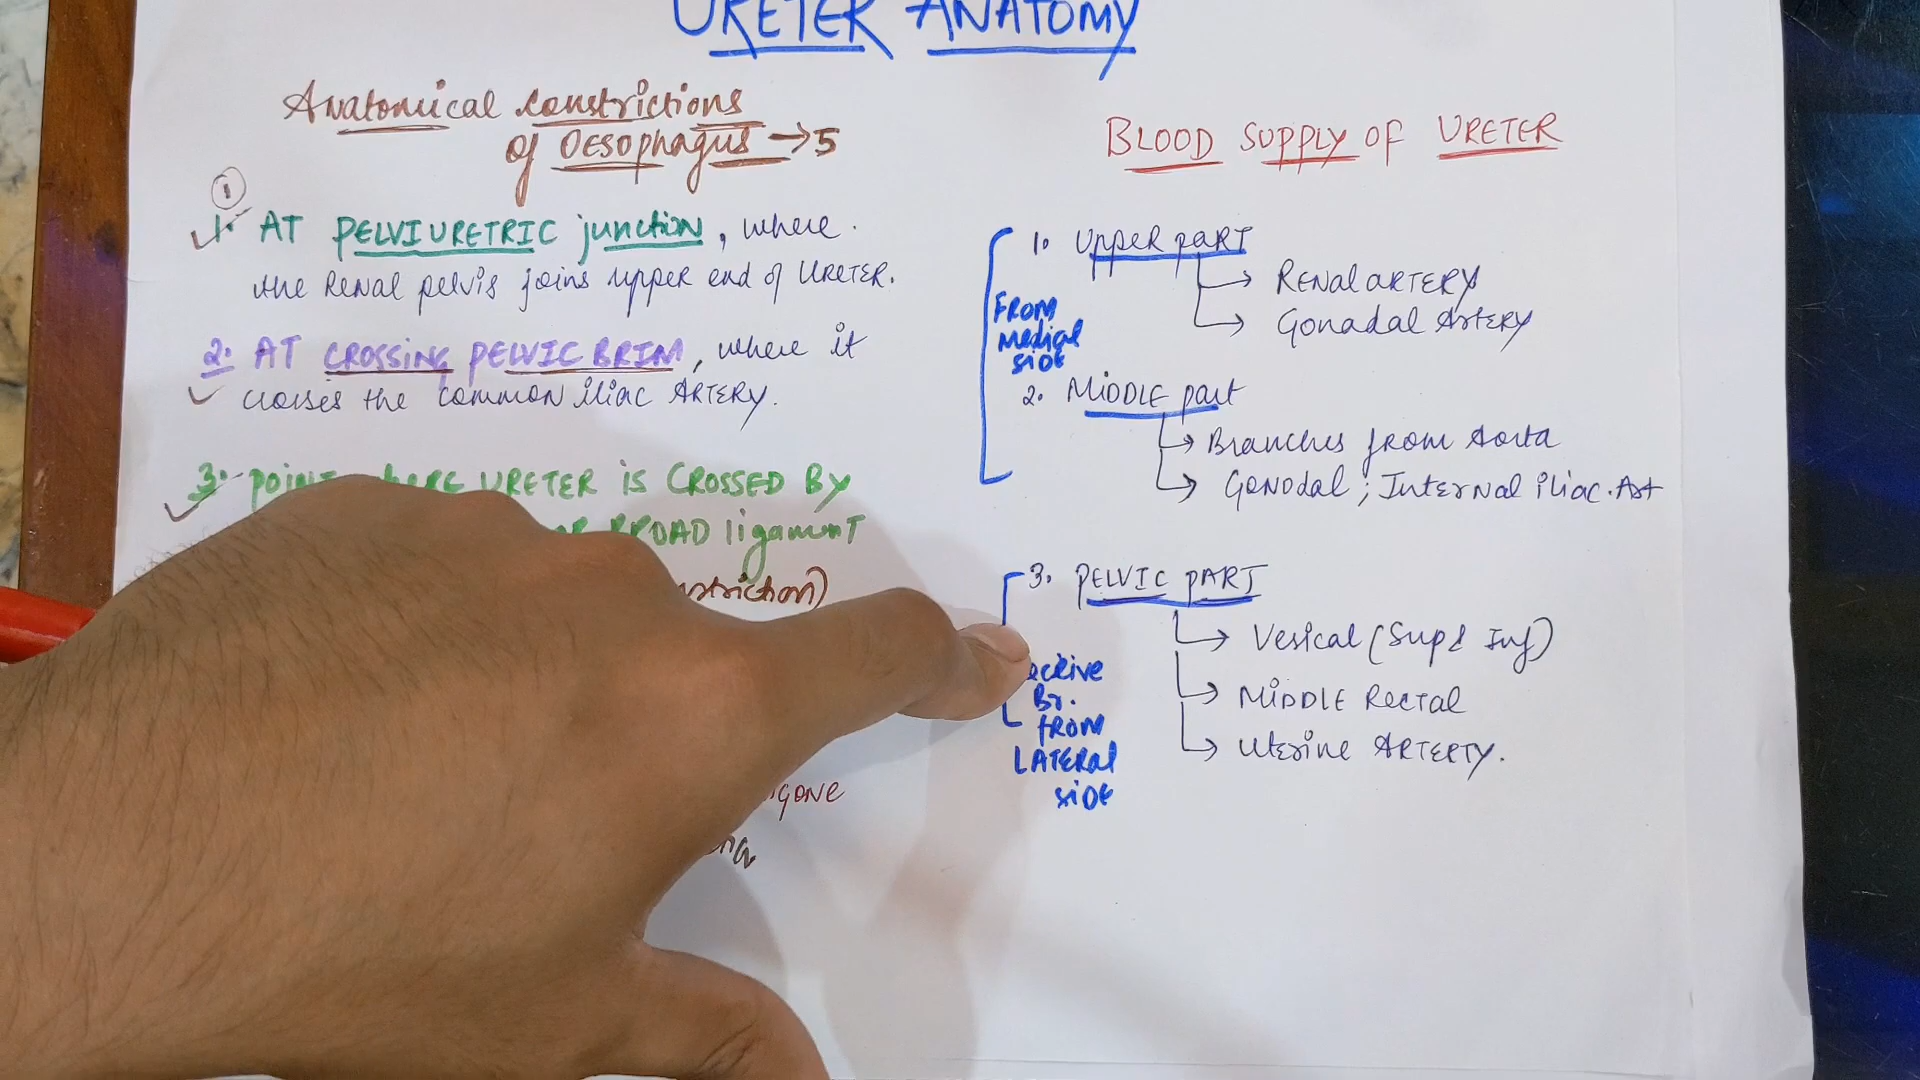 URETER ANATOMY
Anatomical constrictions
of OESophagus → 5
1
1. AT PELVIURETRIC junction, where
the Renal pelvis joins upper end of URETER.
2. AT CROSSING PELVIC BRIM, where it
crosses the common iliac ARTERY.
3. POINT URETER is CROSSED BY
BROAD ligamenT
BLOOD SUPPLY OF URETER
1. Upper paRT
→ RENal aRTERY
→ Gonadal ARTERY
FROM
Medial
SIDE
2. MIDDLE part
→ Branches from Aorta
→ GONodal ; Internal iliac. Art
3. PELVIC PART
→ Vesical (Sup & Inf)
→ MIDDLE Rectal
→ Uterine ARTERTY.
Br.
from
LATERAL
SIDE